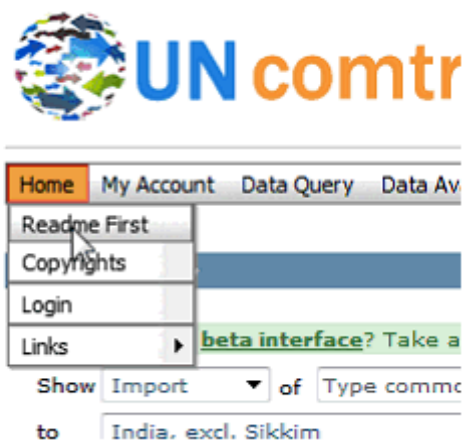 UN comtr
Home My Account Data Query Data Av
Readme First
Copyrights
Login
Links
beta interface? Take a
Show Import of Type commo
to India, excl. Sikkim